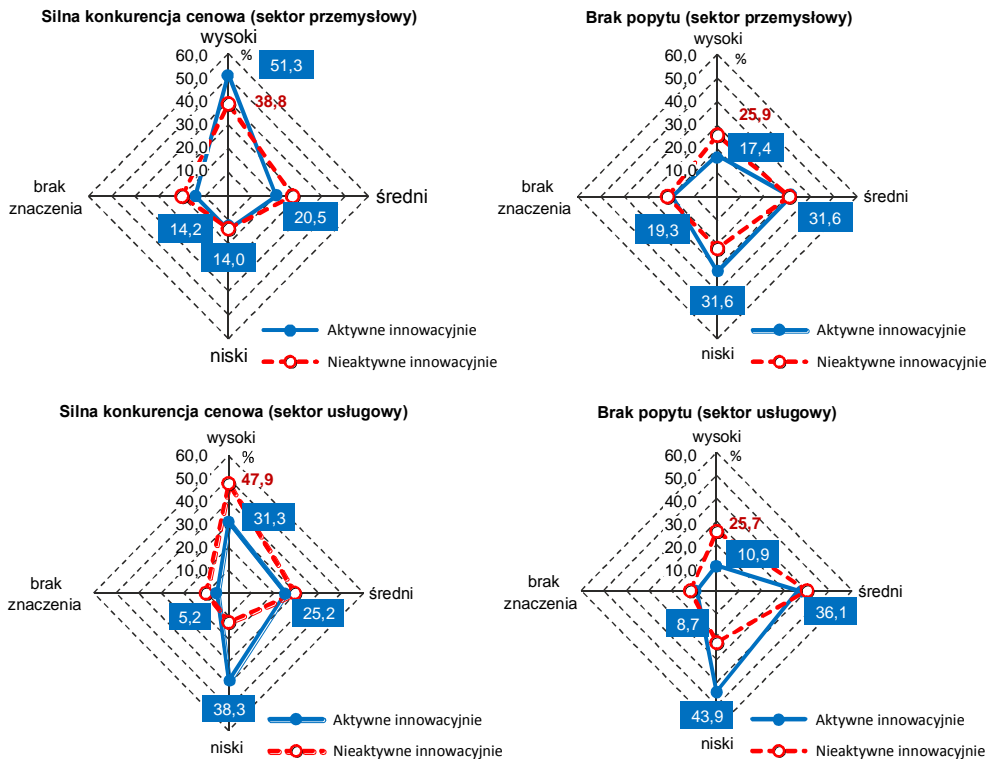 Silna konkurencja cenowa (sektor przemysłowy)
wysoki
%
60,0
50,0
40,0
30,0
20,0
10,0
51,3
38,8
brak
znaczenia
średni
14,2
20,5
14,0
niski
Aktywne innowacyjnie
Nieaktywne innowacyjnie
Brak popytu (sektor przemysłowy)
wysoki
%
60,0
50,0
40,0
30,0
20,0
10,0
25,9
17,4
brak
znaczenia
średni
19,3
31,6
31,6
niski
Aktywne innowacyjnie
Nieaktywne innowacyjnie
Silna konkurencja cenowa (sektor usługowy)
wysoki
%
60,0
50,0
40,0
30,0
20,0
10,0
47,9
31,3
brak
znaczenia
średni
5,2
25,2
38,3
niski
Aktywne innowacyjnie
Nieaktywne innowacyjnie
Brak popytu (sektor usługowy)
wysoki
%
60,0
50,0
40,0
30,0
20,0
10,0
25,7
10,9
brak
znaczenia
średni
8,7
36,1
43,9
niski
Aktywne innowacyjnie
Nieaktywne innowacyjnie